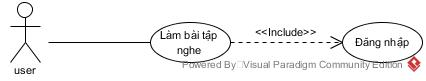 <<Include>>
Làm bài tập
nghe
Đăng nhập
user
Powered By Visual Paradigm Community Edition